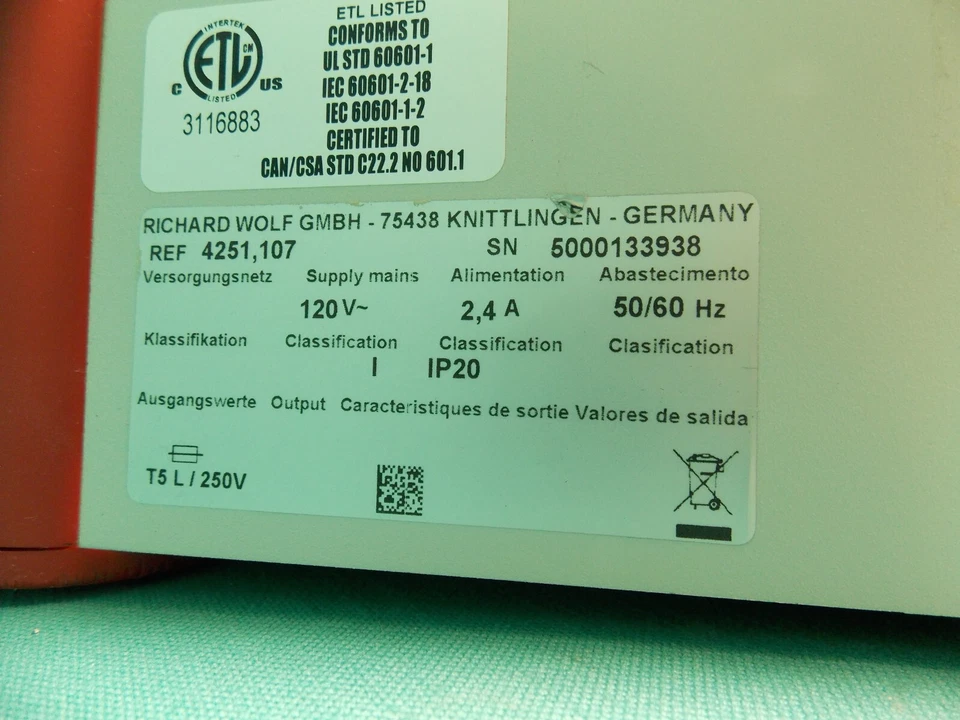 INTERTEK
C ETL CM US
LISTED
3116883
ETL LISTED
CONFORMS TO
UL STD 60601-1
IEC 60601-2-18
IEC 60601-1-2
CERTIFIED TO
CAN/CSA STD C22.2 NO 601.1
RICHARD WOLF GMBH - 75438 KNITTLINGEN - GERMANY
REF 4251,107 SN 5000133938
Versorgungsnetz Supply mains Alimentation Abastecimento
120 V~ 2,4 A 50/60 Hz
Klassifikation Classification Classification Clasification
I IP20
Ausgangswerte Output Caracteristiques de sortie Valores de salida
T5 L / 250V